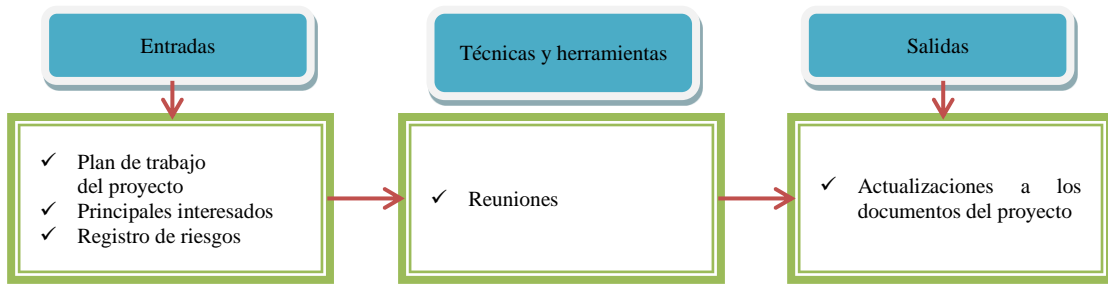 Entradas
Técnicas y herramientas
Salidas
✓ Plan de trabajo
del proyecto
✓ Principales interesados
✓ Registro de riesgos
✓ Reuniones
✓ Actualizaciones a los
documentos del proyecto